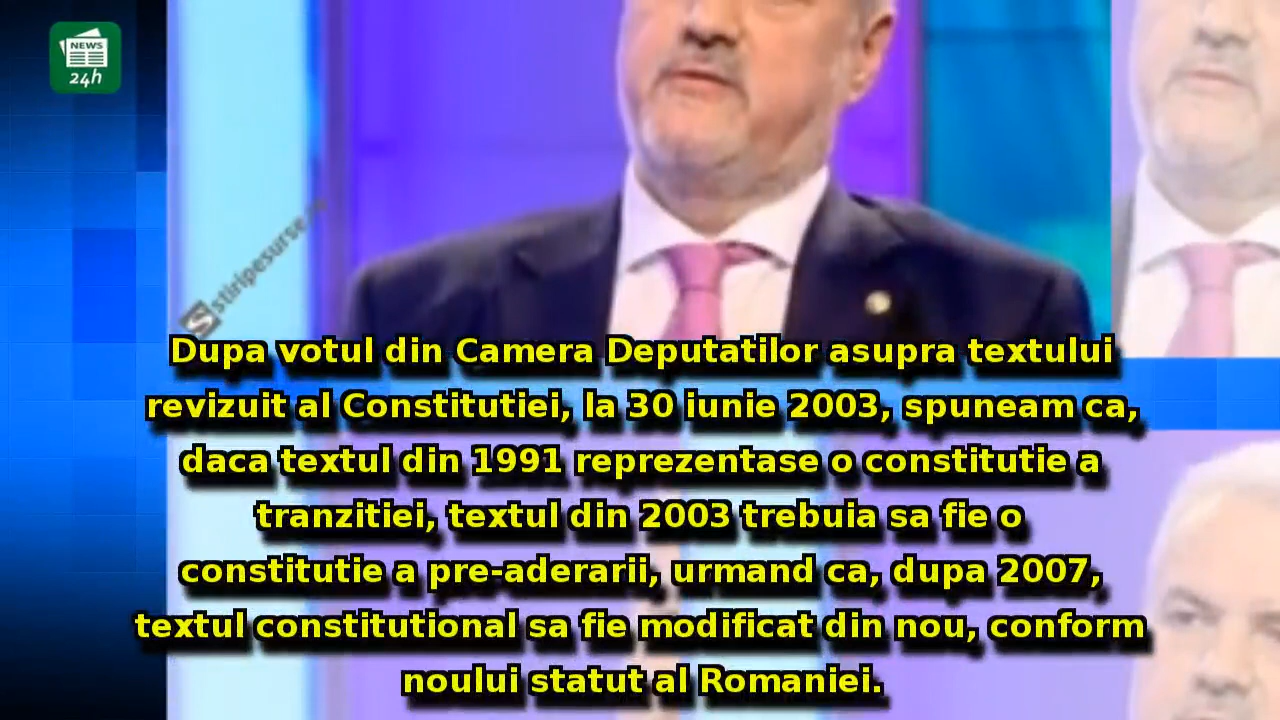 NEWS
24h
stiripesurse.r
Dupa votul din Camera Deputatilor asupra textului
revizuit al Constitutiei, la 30 iunie 2003, spuneam ca,
daca textul din 1991 reprezentase o constitutie a
tranzitiei, textul din 2003 trebuia sa fie o
constitutie a pre-aderarii, urmand ca, dupa 2007,
textul constitutional sa fie modificat din nou, conform
noului statut al Romaniei.